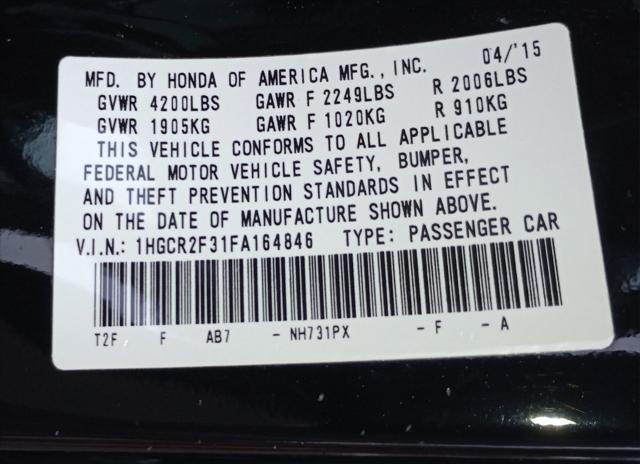 MFD. BY HONDA OF AMERICA MFG., INC. 04/'15
GVWR 4200LBS GAWR F 2249LBS R 2006LBS
GVWR 1905KG GAWR F 1020KG R 910KG
THIS VEHICLE CONFORMS TO ALL APPLICABLE
FEDERAL MOTOR VEHICLE SAFETY, BUMPER,
AND THEFT PREVENTION STANDARDS IN EFFECT
ON THE DATE OF MANUFACTURE SHOWN ABOVE.
V.I.N.: 1HGCR2F31FA164846 TYPE: PASSENGER CAR
T2F F AB7 - NH731PX - F - A